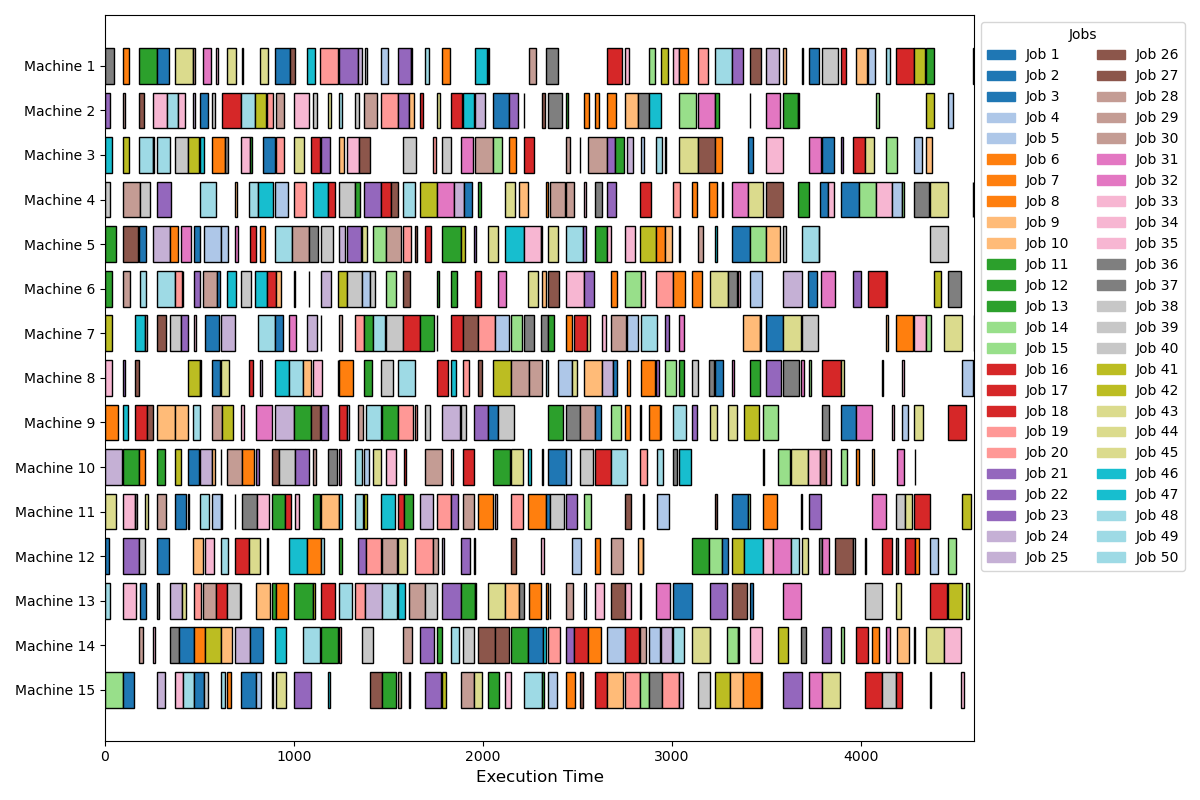 Machine 1
Machine 2
Machine 3
Machine 4
Machine 5
Machine 6
Machine 7
Machine 8
Machine 9
Machine 10
Machine 11
Machine 12
Machine 13
Machine 14
Machine 15
0 1000 2000 3000 4000
Execution Time
Jobs
Job 1
Job 2
Job 3
Job 4
Job 5
Job 6
Job 7
Job 8
Job 9
Job 10
Job 11
Job 12
Job 13
Job 14
Job 15
Job 16
Job 17
Job 18
Job 19
Job 20
Job 21
Job 22
Job 23
Job 24
Job 25
Job 26
Job 27
Job 28
Job 29
Job 30
Job 31
Job 32
Job 33
Job 34
Job 35
Job 36
Job 37
Job 38
Job 39
Job 40
Job 41
Job 42
Job 43
Job 44
Job 45
Job 46
Job 47
Job 48
Job 49
Job 50